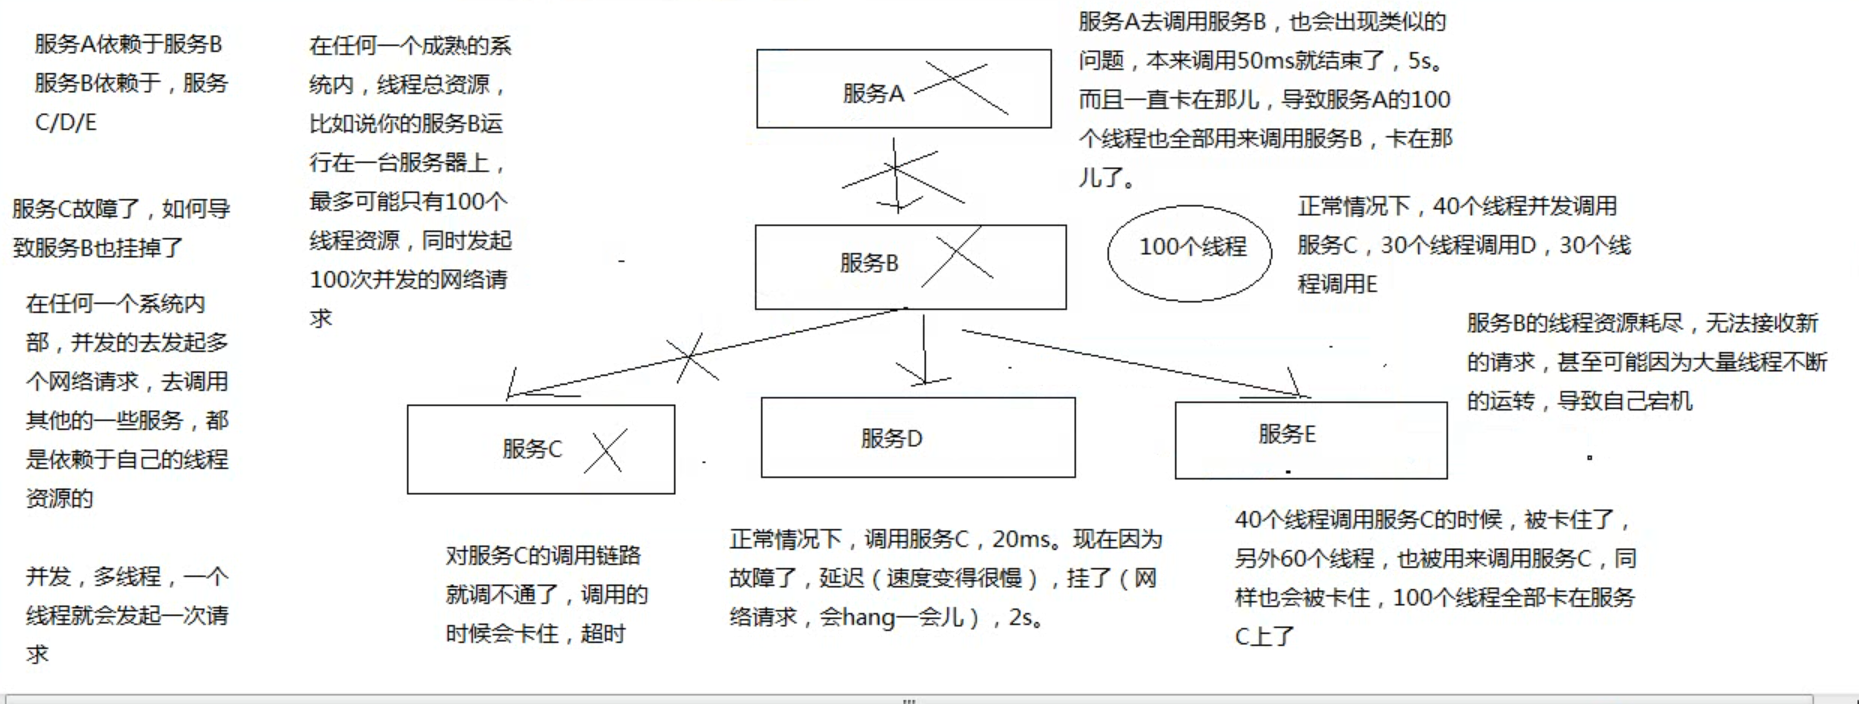 服务A依赖于服务B
服务B依赖于，服务
C/D/E
服务C故障了，如何导
致服务B也挂掉了
在任何一个系统内
部，并发的去发起多
个网络请求，去调用
其他的一些服务，都
是依赖于自己的线程
资源的
并发，多线程，一个
线程就会发起一次请
求
在任何一个成熟的系
统内，线程总资源，
比如说你的服务B运
行在一台服务器上，
最多可能只有100个
线程资源，同时发起
100次并发的网络请
求
服务A
服务A去调用服务B，也会出现类似的
问题，本来调用50ms就结束了，5s。
而且一直卡在那儿，导致服务A的100
个线程也全部用来调用服务B，卡在那
儿了。
服务B
100个线程
正常情况下，40个线程并发调用
服务C，30个线程调用D，30个线
程调用E
服务B的线程资源耗尽，无法接收新
的请求，甚至可能因为大量线程不断
的运转，导致自己宕机
服务C
服务D
服务E
对服务C的调用链路
就调不通了，调用的
时候会卡住，超时
正常情况下，调用服务C，20ms。现在因为
故障了，延迟（速度变得很慢），挂了（网
络请求，会hang一会儿），2s。
40个线程调用服务C的时候，被卡住了，
另外60个线程，也被用来调用服务C，同
样也会被卡住，100个线程全部卡在服务
C上了